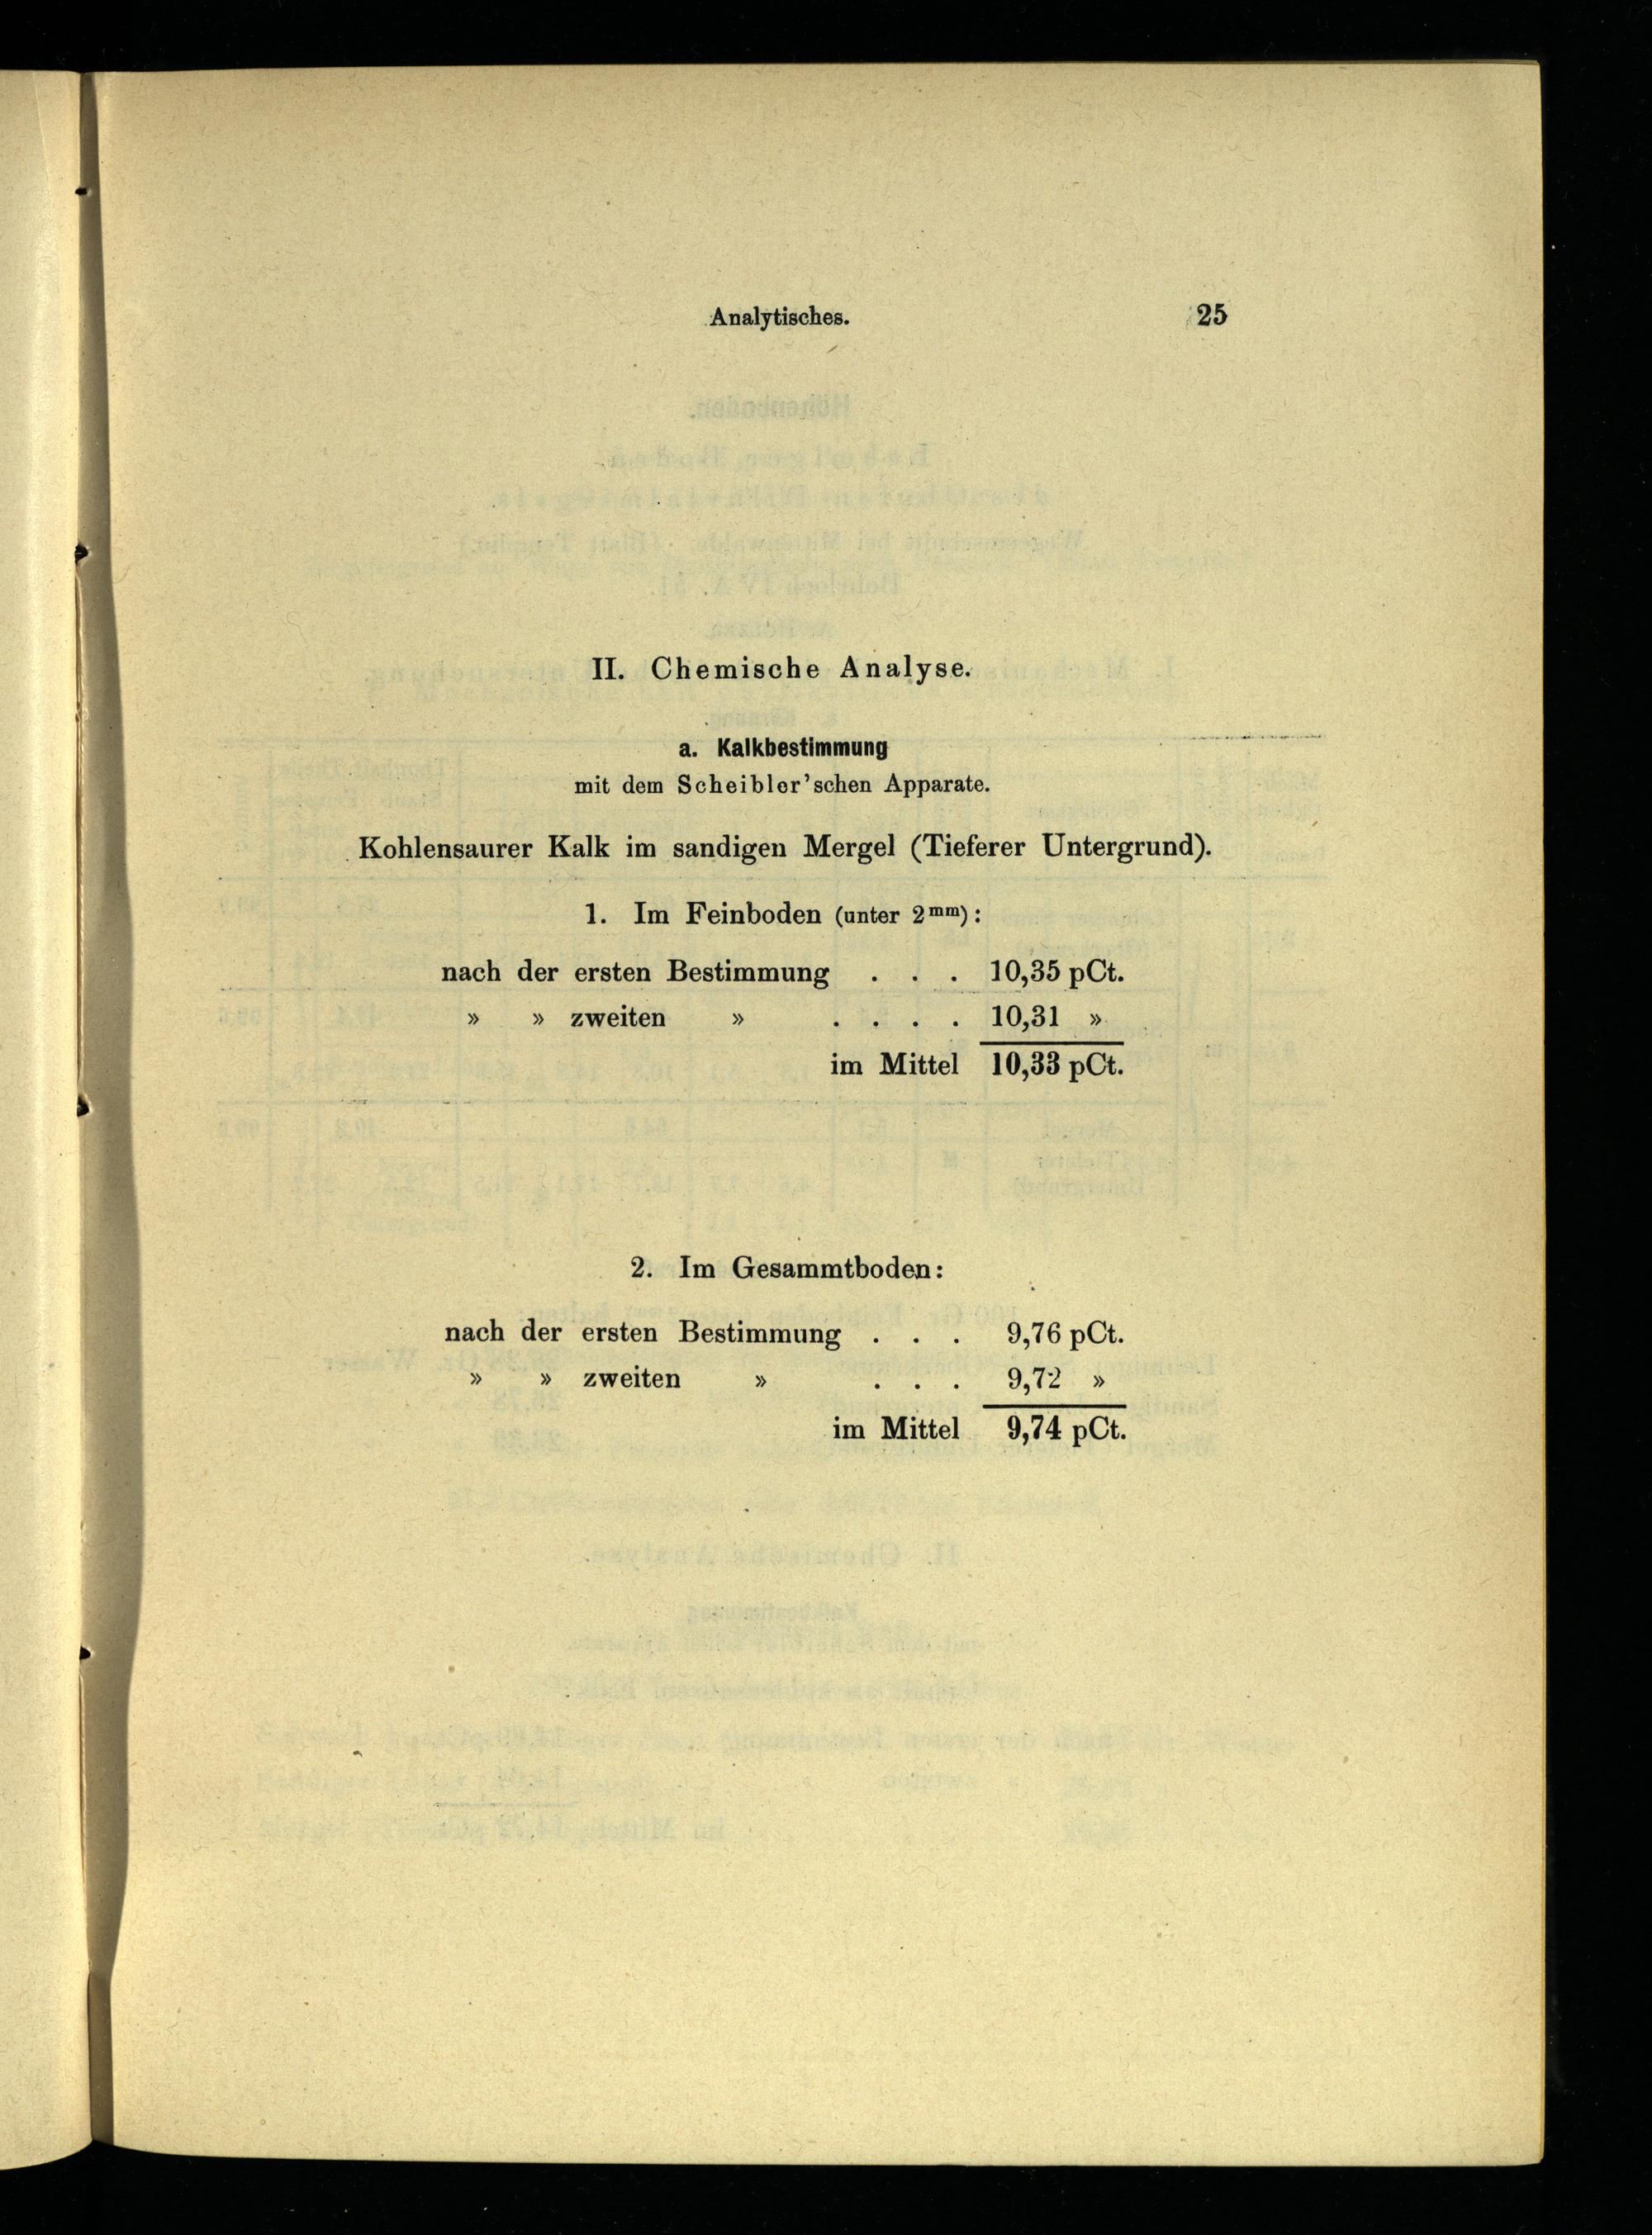 Analytisches. 25
II. Chemische Analyse.
a. Kalkbestimmung
mit dem Scheibler'schen Apparate.
Kohlensaurer Kalk im sandigen Mergel (Tieferer Untergrund).
1. Im Feinboden (unter 2mm):
nach der ersten Bestimmung . . . 10,35 pCt.
» » zweiten » . . . . 10,31 »
im Mittel 10,33 pCt.
2. Im Gesammtboden:
nach der ersten Bestimmung . . . 9,76 pCt.
» » zweiten » . . . 9,72 »
im Mittel 9,74 pCt.